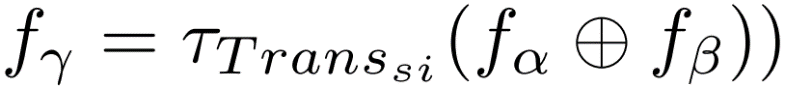 f_γ = τ_{Trans_{si}}(f_α ⊕ f_β))